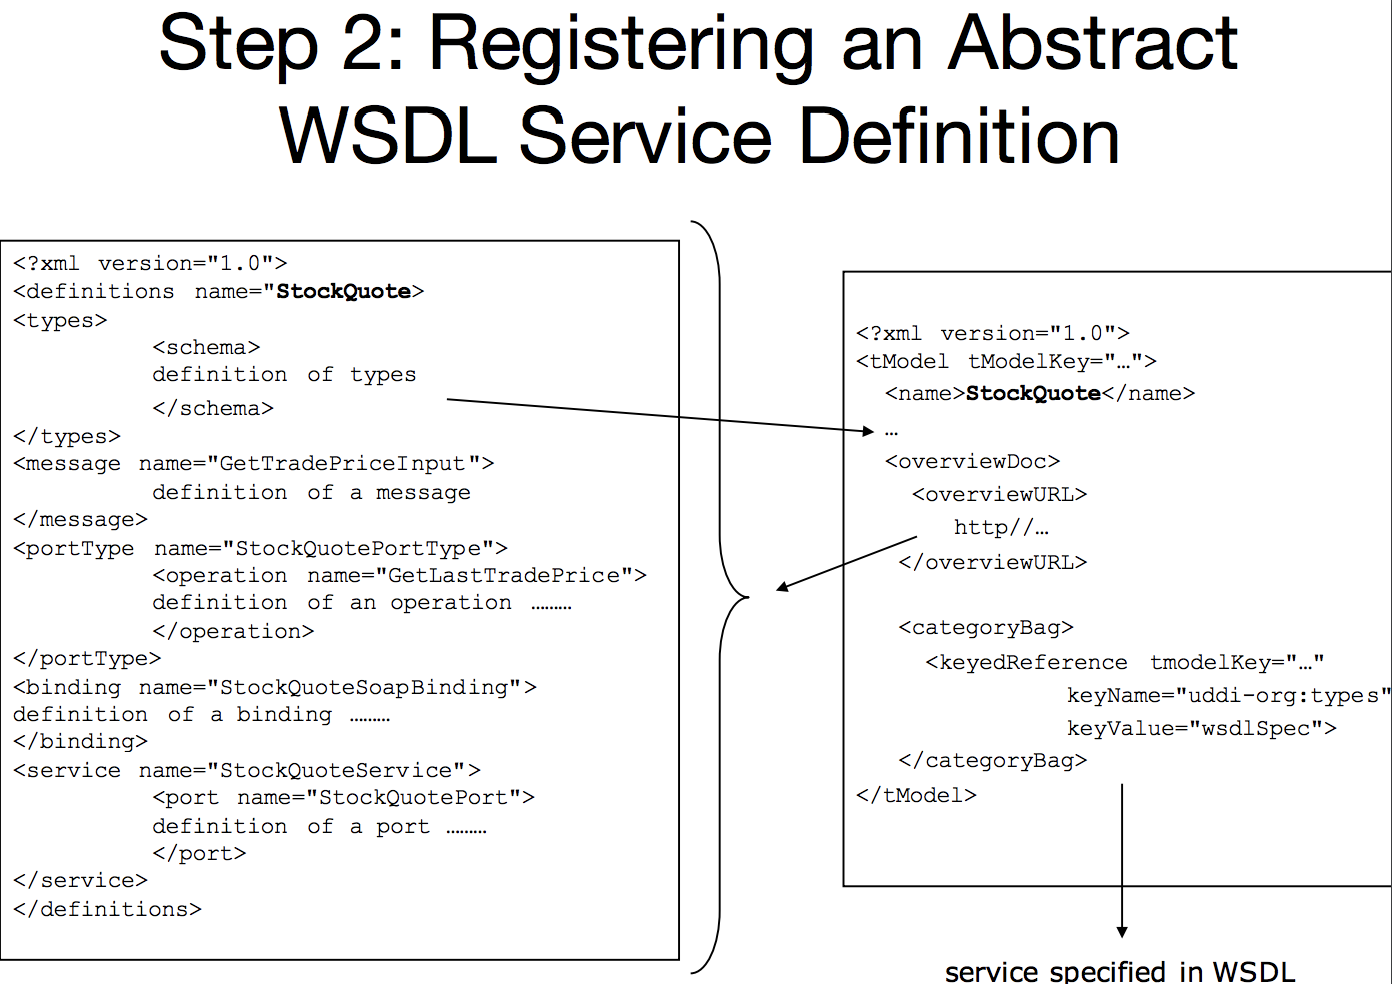 Step 2: Registering an Abstract
WSDL Service Definition
<?xml version="1.0">
<definitions name="StockQuote>
<types>
<schema>
definition of types
</schema>
</types>
<message name="GetTradePriceInput">
definition of a message
</message>
<portType name="StockQuotePortType">
<operation name="GetLastTradePrice">
definition of an operation ………
</operation>
</portType>
<binding name="StockQuoteSoapBinding">
definition of a binding ………
</binding>
<service name="StockQuoteService">
<port name="StockQuotePort">
definition of a port ………
</port>
</service>
</definitions>
<?xml version="1.0">
<tModel tModelKey="…">
<name>StockQuote</name>
…
<overviewDoc>
<overviewURL>
http//…
</overviewURL>
<categoryBag>
<keyedReference tmodelKey="…"
keyName="uddi-org:types"
keyValue="wsdlSpec">
</categoryBag>
</tModel>
service specified in WSDL